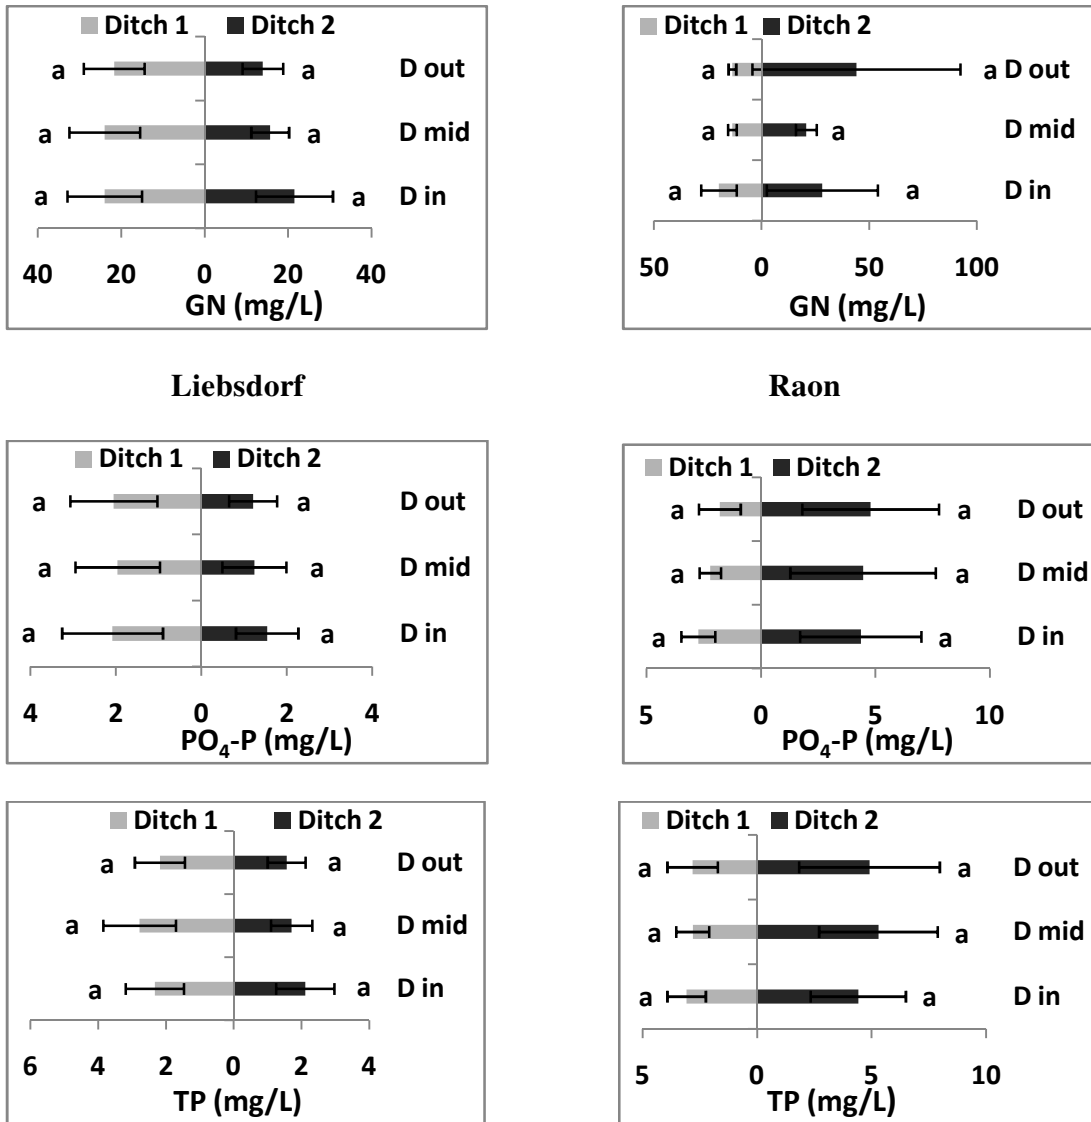 Ditch 1 Ditch 2
a a D out
a a D mid
a a D in
40 20 0 20 40
GN (mg/L)
Ditch 1 Ditch 2
a a D out
a a D mid
a a D in
50 0 50 100
GN (mg/L)
Liebsdorf
Raon
Ditch 1 Ditch 2
a a D out
a a D mid
a a D in
4 2 0 2 4
PO₄-P (mg/L)
Ditch 1 Ditch 2
a a D out
a a D mid
a a D in
5 0 5 10
PO₄-P (mg/L)
Ditch 1 Ditch 2
a a D out
a a D mid
a a D in
6 4 2 0 2 4
TP (mg/L)
Ditch 1 Ditch 2
a a D out
a a D mid
a a D in
5 0 5 10
TP (mg/L)